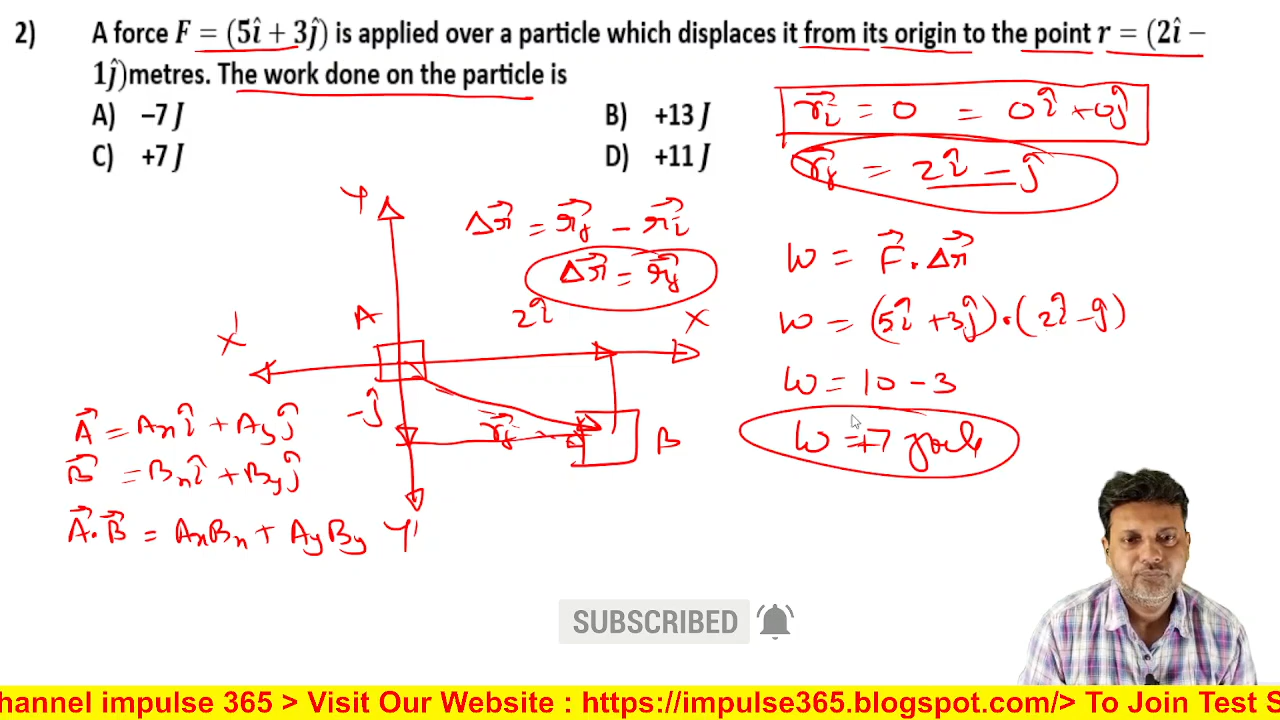 2) A force F = (5î + 3ĵ) is applied over a particle which displaces it from its origin to the point r = (2î −
1ĵ)metres. The work done on the particle is
A) −7 J
B) +13 J
C) +7 J
D) +11 J
r⃗i = 0 = 0î + 0ĵ
r⃗f = 2î − ĵ
Y
Δr⃗ = r⃗f − r⃗i
Δr⃗ = r⃗f
W = F⃗ . Δr⃗
A
2î
X
X'
W = (5î + 3ĵ) . (2î − ĵ)
W = 10 − 3
−ĵ
r⃗f
B
W = +7 joule
A⃗ = Axî + Ayĵ
B⃗ = Bxî + Byĵ
A⃗ . B⃗ = AxBx + AyBy
Y'
SUBSCRIBED
hannel impulse 365 > Visit Our Website : https://impulse365.blogspot.com/> To Join Test S